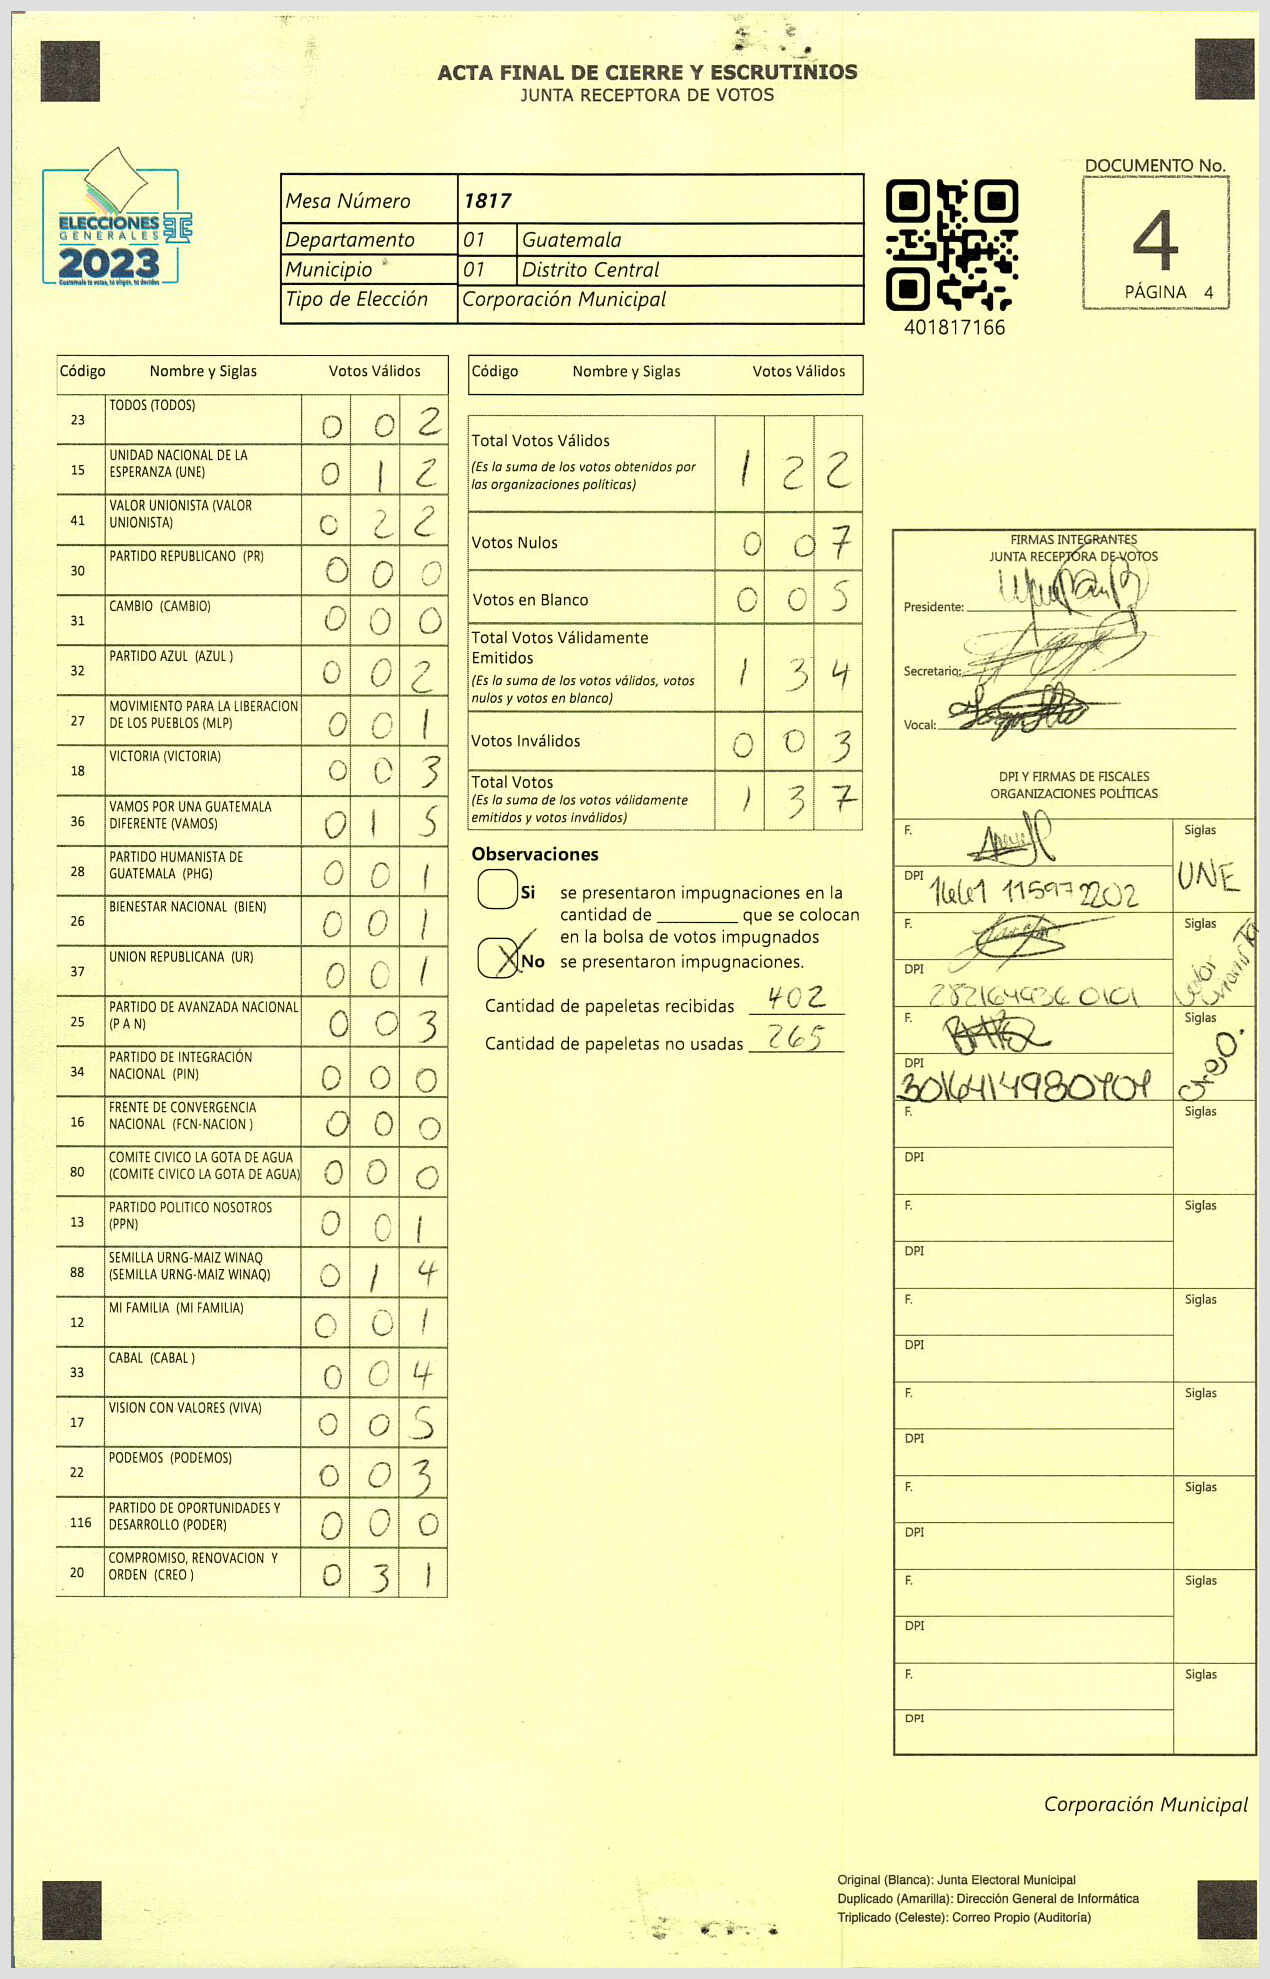 ACTA FINAL DE CIERRE Y ESCRUTINIOS
JUNTA RECEPTORA DE VOTOS
ELECCIONES
GENERALES
2023
Guatemala te votas, tú eliges, tú decides
Mesa Número 1817
Departamento 01 Guatemala
Municipio 01 Distrito Central
Tipo de Elección Corporación Municipal
401817166
DOCUMENTO No.
4
PÁGINA 4
Código Nombre y Siglas Votos Válidos
23 TODOS (TODOS) 0 0 2
15 UNIDAD NACIONAL DE LA ESPERANZA (UNE) 0 1 2
41 VALOR UNIONISTA (VALOR UNIONISTA) 0 2 2
30 PARTIDO REPUBLICANO (PR) 0 0 0
31 CAMBIO (CAMBIO) 0 0 0
32 PARTIDO AZUL (AZUL ) 0 0 2
27 MOVIMIENTO PARA LA LIBERACION DE LOS PUEBLOS (MLP) 0 0 1
18 VICTORIA (VICTORIA) 0 0 3
36 VAMOS POR UNA GUATEMALA DIFERENTE (VAMOS) 0 1 5
28 PARTIDO HUMANISTA DE GUATEMALA (PHG) 0 0 1
26 BIENESTAR NACIONAL (BIEN) 0 0 1
37 UNION REPUBLICANA (UR) 0 0 1
25 PARTIDO DE AVANZADA NACIONAL (P A N) 0 0 3
34 PARTIDO DE INTEGRACIÓN NACIONAL (PIN) 0 0 0
16 FRENTE DE CONVERGENCIA NACIONAL (FCN-NACION ) 0 0 0
80 COMITE CIVICO LA GOTA DE AGUA (COMITE CIVICO LA GOTA DE AGUA) 0 0 0
13 PARTIDO POLITICO NOSOTROS (PPN) 0 0 1
88 SEMILLA URNG-MAIZ WINAQ (SEMILLA URNG-MAIZ WINAQ) 0 1 4
12 MI FAMILIA (MI FAMILIA) 0 0 1
33 CABAL (CABAL ) 0 0 4
17 VISION CON VALORES (VIVA) 0 0 5
22 PODEMOS (PODEMOS) 0 0 3
116 PARTIDO DE OPORTUNIDADES Y DESARROLLO (PODER) 0 0 0
20 COMPROMISO, RENOVACION Y ORDEN (CREO ) 0 3 1
Código Nombre y Siglas Votos Válidos
Total Votos Válidos 1 2 2
(Es la suma de los votos obtenidos por
las organizaciones políticas)
Votos Nulos 0 0 7
Votos en Blanco 0 0 5
Total Votos Válidamente
Emitidos 1 3 4
(Es la suma de los votos válidos, votos
nulos y votos en blanco)
Votos Inválidos 0 0 3
Total Votos 1 3 7
(Es la suma de los votos válidamente
emitidos y votos inválidos)
Observaciones
Si se presentaron impugnaciones en la
cantidad de ________ que se colocan
en la bolsa de votos impugnados
X No se presentaron impugnaciones.
Cantidad de papeletas recibidas 402
Cantidad de papeletas no usadas 265
FIRMAS INTEGRANTES
JUNTA RECEPTORA DE VOTOS
Presidente:
Secretario:
Vocal:
DPI Y FIRMAS DE FISCALES
ORGANIZACIONES POLÍTICAS
F. Siglas
DPI 1661 115972202 UNE
F. Siglas
DPI 282164936 0101 Valor Unionista
F. Siglas
DPI 3016414980101 Creo.
F. Siglas
DPI
F. Siglas
DPI
F. Siglas
DPI
F. Siglas
DPI
F. Siglas
DPI
F. Siglas
DPI
F. Siglas
DPI
Corporación Municipal
Original (Blanca): Junta Electoral Municipal
Duplicado (Amarilla): Dirección General de Informática
Triplicado (Celeste): Correo Propio (Auditoría)